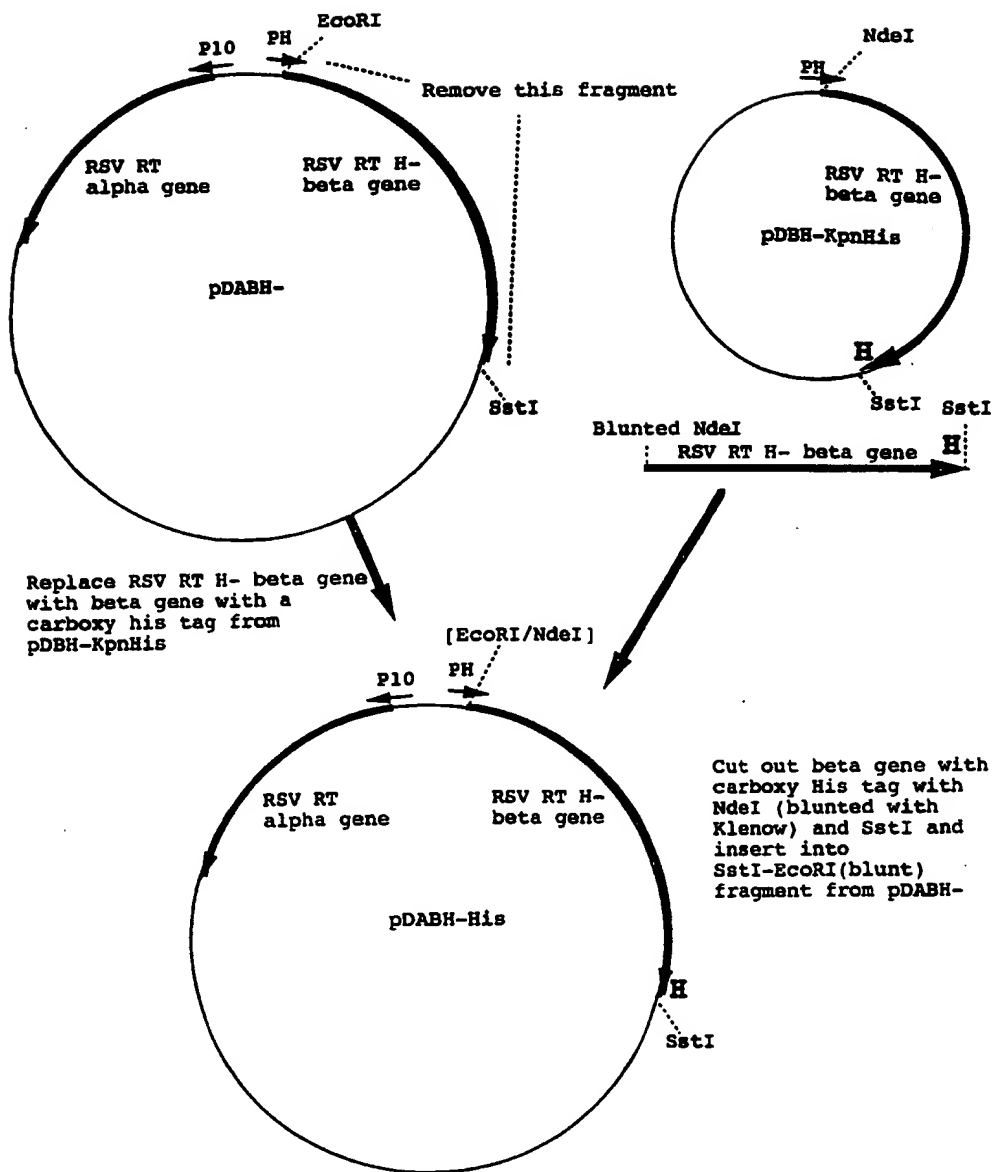 EcoRI
P10
PH
Remove this fragment
RSV RT
alpha gene
RSV RT H-
beta gene
pDABH-
SstI
NdeI
PH
RSV RT H-
beta gene
pDBH-KpnHis
H
SstI
SstI
Blunted NdeI
RSV RT H- beta gene
H
Replace RSV RT H- beta gene
with beta gene with a
carboxy his tag from
pDBH-KpnHis
[EcoRI/NdeI]
P10
PH
RSV RT
alpha gene
RSV RT H-
beta gene
pDABH-His
H
SstI
Cut out beta gene with
carboxy His tag with
NdeI (blunted with
Klenow) and SstI and
insert into
SstI-EcoRI(blunt)
fragment from pDABH-